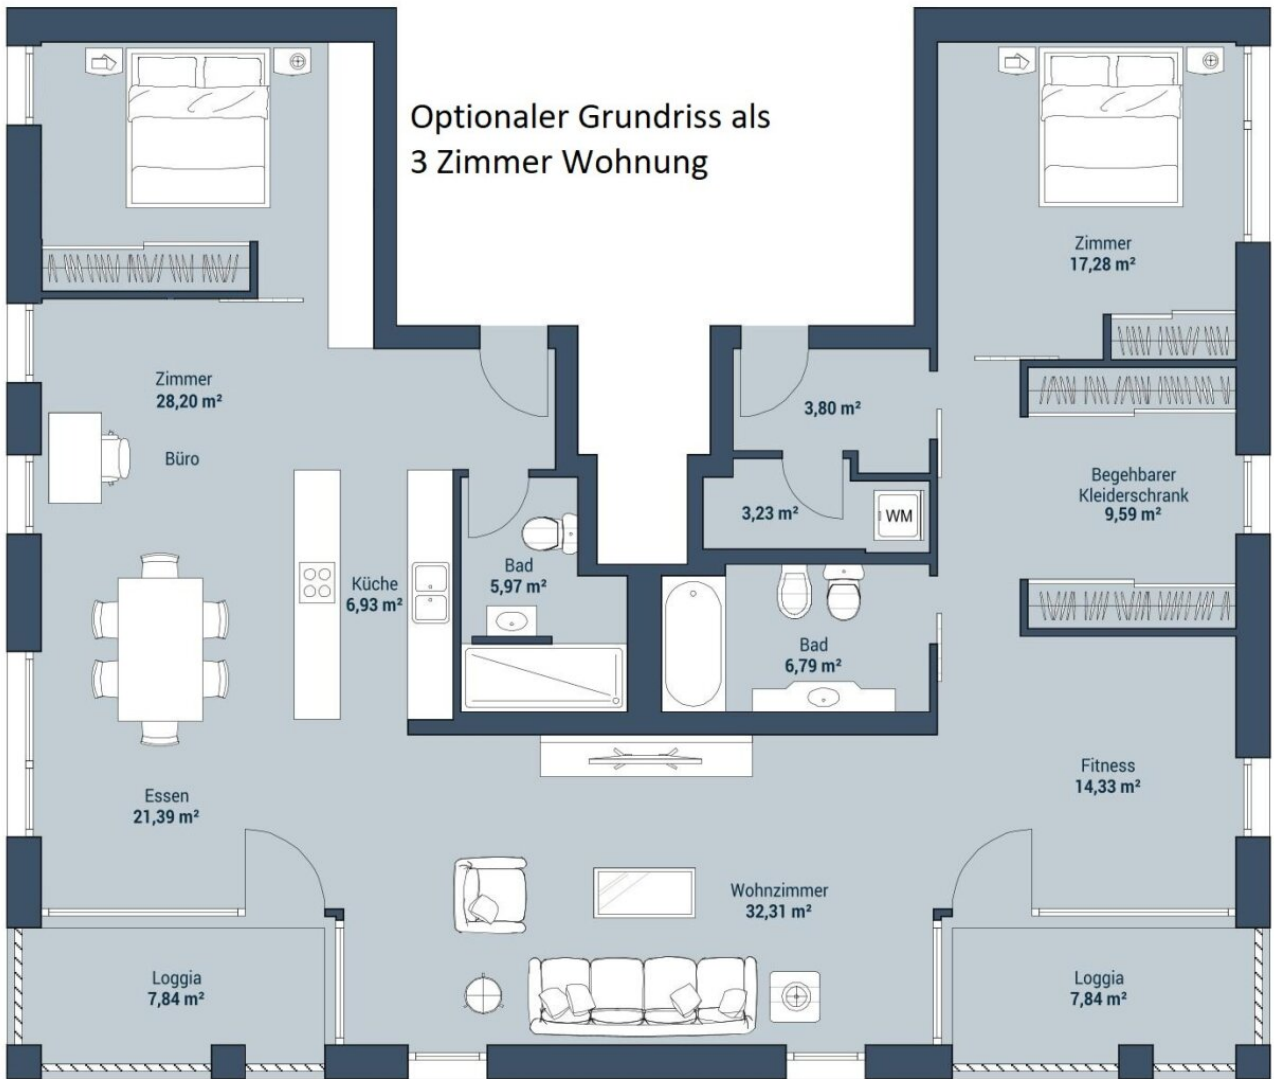 Optionaler Grundriss als
3 Zimmer Wohnung
Zimmer
17,28 m²
Zimmer
28,20 m²
Büro
3,80 m²
Begehbarer
Kleiderschrank
9,59 m²
3,23 m²
WM
Küche
6,93 m²
Bad
5,97 m²
Bad
6,79 m²
Essen
21,39 m²
Fitness
14,33 m²
Wohnzimmer
32,31 m²
Loggia
7,84 m²
Loggia
7,84 m²